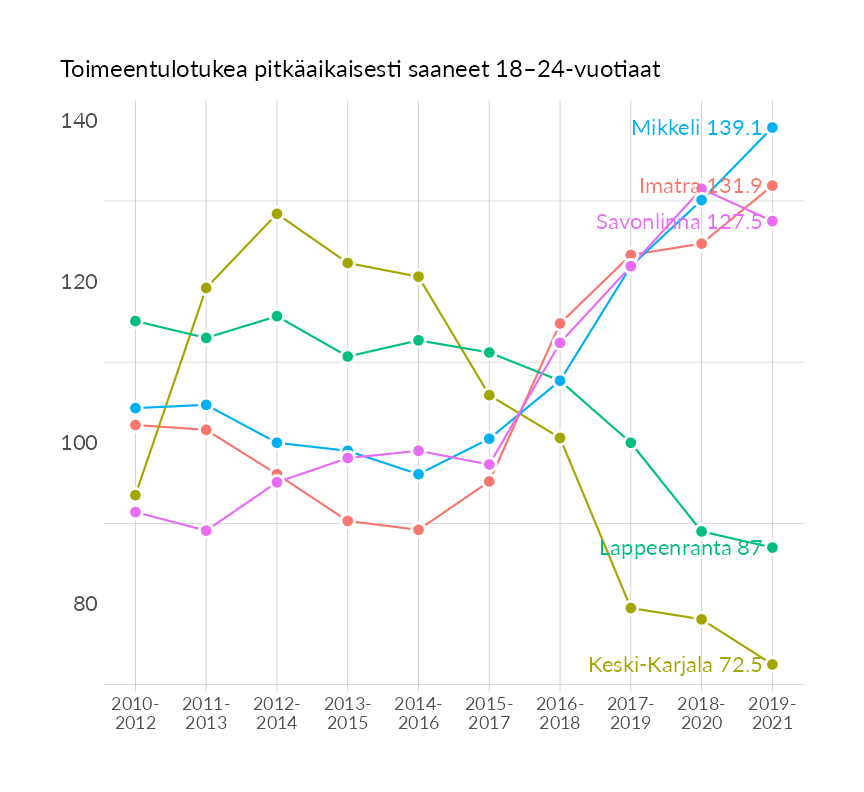 Toimeentulotukea pitkäaikaisesti saaneet 18–24-vuotiaat
140
120
100
80
Mikkeli 139.1
Imatra 131.9
Savonlinna 127.5
Lappeenranta 87
Keski-Karjala 72.5
2010- 2011- 2012- 2013- 2014- 2015- 2016- 2017- 2018- 2019-
2012 2013 2014 2015 2016 2017 2018 2019 2020 2021